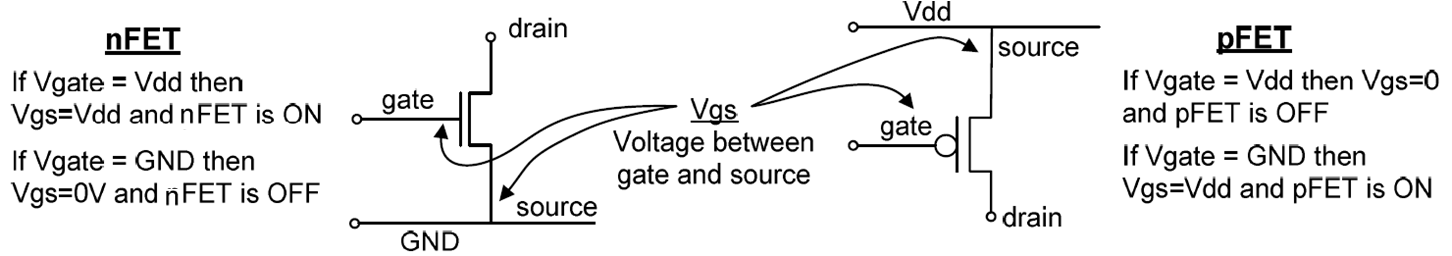 nFET
If Vgate = Vdd then
Vgs=Vdd and nFET is ON
If Vgate = GND then
Vgs=0V and nFET is OFF
drain
gate
source
GND
Vgs
Voltage between
gate and source
Vdd
source
gate
drain
pFET
If Vgate = Vdd then Vgs=0
and pFET is OFF
If Vgate = GND then
Vgs=Vdd and pFET is ON